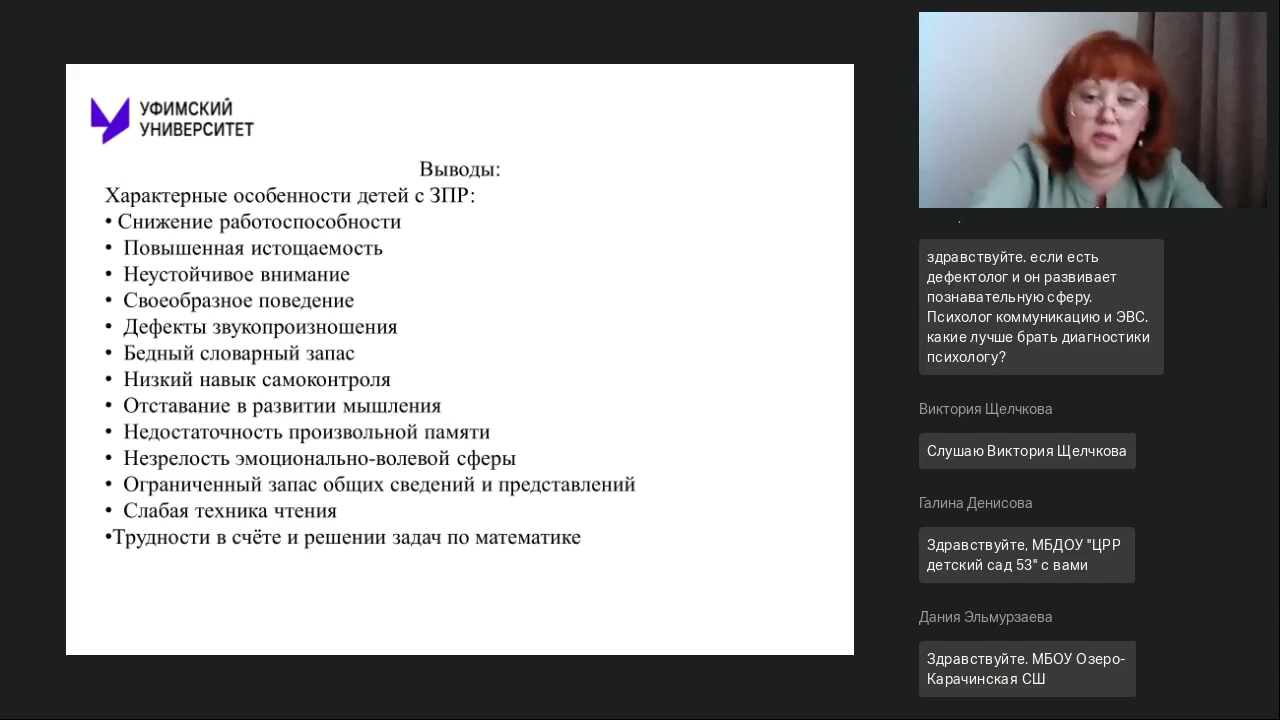 УФИМСКИЙ
УНИВЕРСИТЕТ
Выводы:
Характерные особенности детей с ЗПР:
• Снижение работоспособности
• Повышенная истощаемость
• Неустойчивое внимание
• Своеобразное поведение
• Дефекты звукопроизношения
• Бедный словарный запас
• Низкий навык самоконтроля
• Отставание в развитии мышления
• Недостаточность произвольной памяти
• Незрелость эмоционально-волевой сферы
• Ограниченный запас общих сведений и представлений
• Слабая техника чтения
•Трудности в счёте и решении задач по математике
здравствуйте. если есть
дефектолог и он развивает
познавательную сферу.
Психолог коммуникацию и ЭВС.
какие лучше брать диагностики
психологу?
Виктория Щелчкова
Слушаю Виктория Щелчкова
Галина Денисова
Здравствуйте, МБДОУ "ЦРР
детский сад 53" с вами
Дания Эльмурзаева
Здравствуйте. МБОУ Озеро-
Карачинская СШ